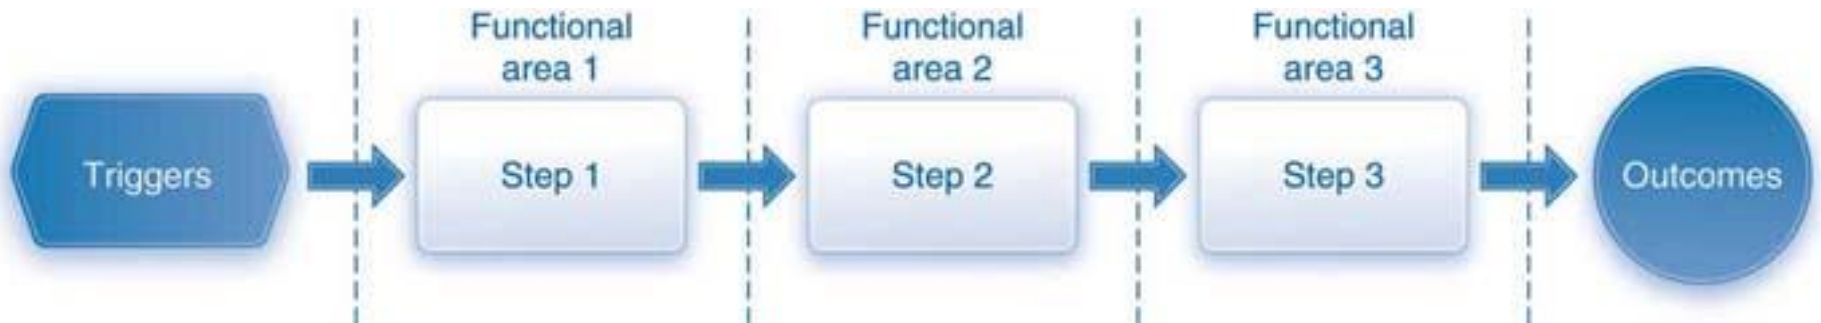 Functional
area 1
Functional
area 2
Functional
area 3
Triggers
Step 1
Step 2
Step 3
Outcomes